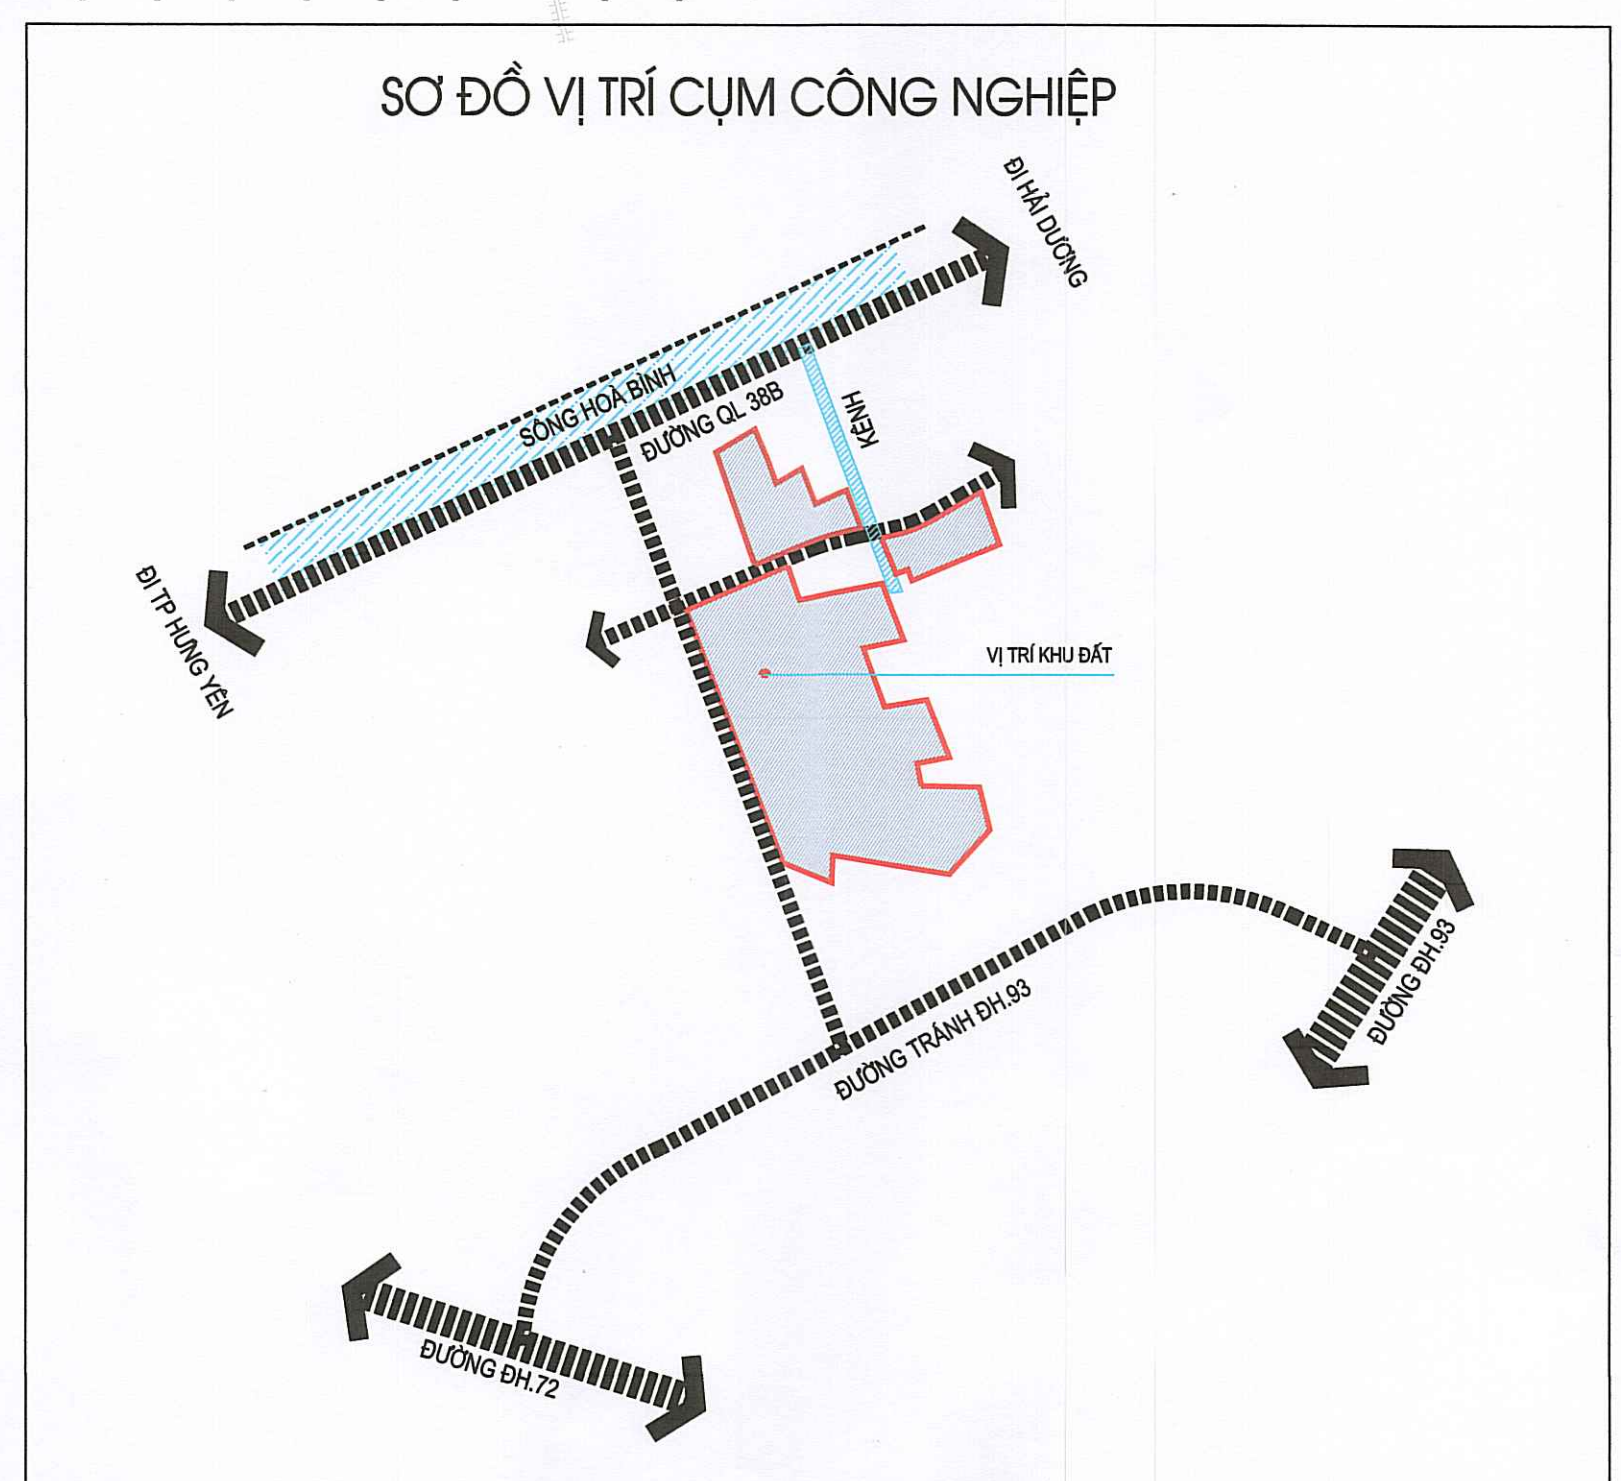 SƠ ĐỒ VỊ TRÍ CỤM CÔNG NGHIỆP
ĐI HẢI DƯƠNG
SÔNG HOÀ BÌNH
ĐƯỜNG QL 38B
KÊNH
ĐI TP HƯNG YÊN
VỊ TRÍ KHU ĐẤT
ĐƯỜNG ĐH.93
ĐƯỜNG TRÁNH ĐH.93
ĐƯỜNG ĐH.72